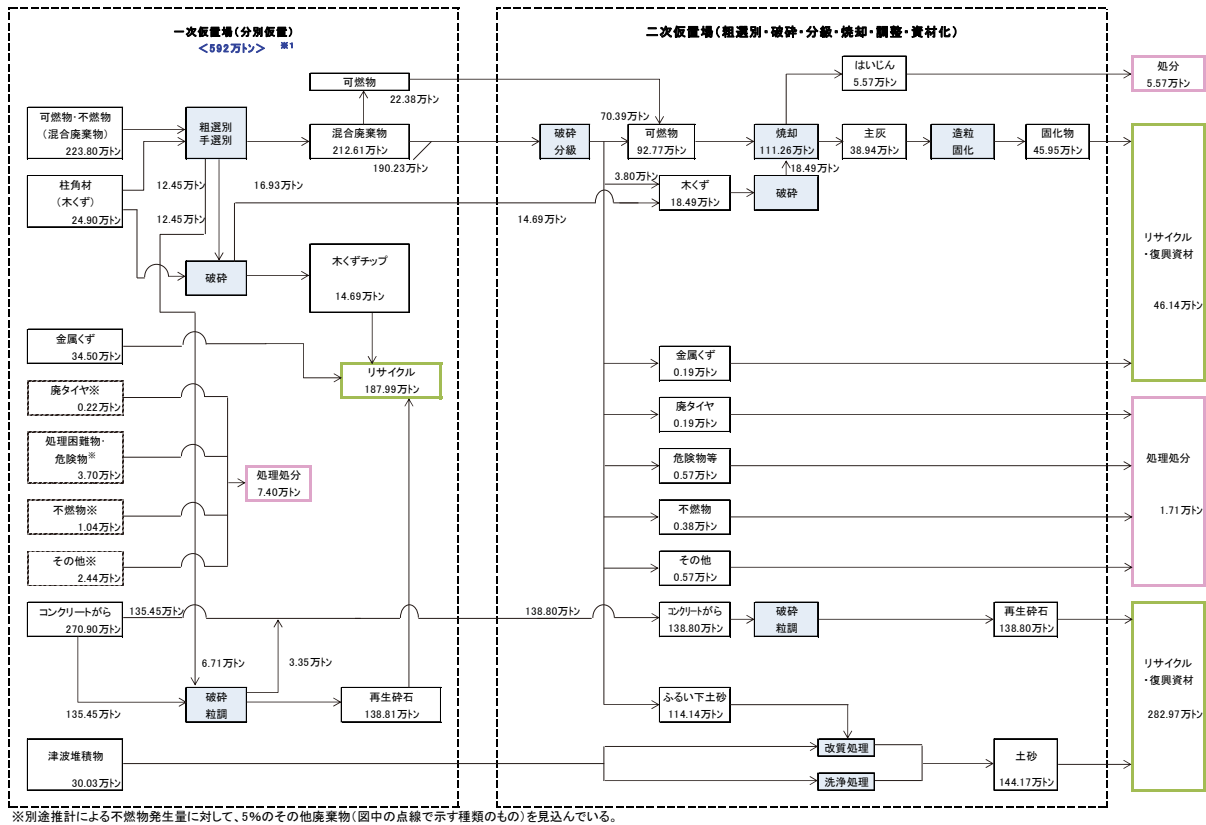 一次仮置場(分別仮置)
<592万トン> ※1
可燃物・不燃物
(混合廃棄物)
223.80万トン
柱角材
(木くず)
24.90万トン
粗選別
手選別
可燃物
22.38万トン
混合廃棄物
212.61万トン
190.23万トン
12.45万トン
16.93万トン
12.45万トン
破砕
木くずチップ
14.69万トン
金属くず
34.50万トン
リサイクル
187.99万トン
廃タイヤ※
0.22万トン
処理困難物・
危険物※
3.70万トン
処理処分
7.40万トン
不燃物※
1.04万トン
その他※
2.44万トン
コンクリートがら
270.90万トン
135.45万トン
6.71万トン
3.35万トン
破砕
粒調
135.45万トン
再生砕石
138.81万トン
津波堆積物
30.03万トン
二次仮置場(粗選別・破砕・分級・焼却・調整・資材化)
はいじん
5.57万トン
処分
5.57万トン
70.39万トン
破砕
分級
可燃物
92.77万トン
焼却
111.26万トン
主灰
38.94万トン
造粒
固化
固化物
45.95万トン
18.49万トン
3.80万トン
木くず
18.49万トン
破砕
14.69万トン
リサイクル
・復興資材
46.14万トン
金属くず
0.19万トン
廃タイヤ
0.19万トン
危険物等
0.57万トン
不燃物
0.38万トン
その他
0.57万トン
処理処分
1.71万トン
138.80万トン
コンクリートがら
138.80万トン
破砕
粒調
再生砕石
138.80万トン
リサイクル
・復興資材
282.97万トン
ふるい下土砂
114.14万トン
改質処理
洗浄処理
土砂
144.17万トン
※別途推計による不燃物発生量に対して、5%のその他廃棄物(図中の点線で示す種類のもの)を見込んでいる。